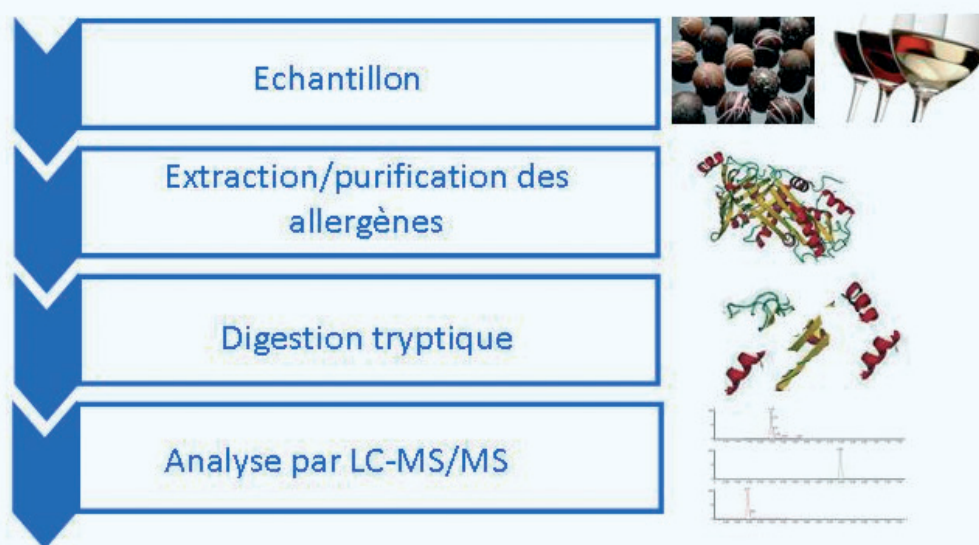 Echantillon
Extraction/purification des
allergènes
Digestion tryptique
Analyse par LC-MS/MS